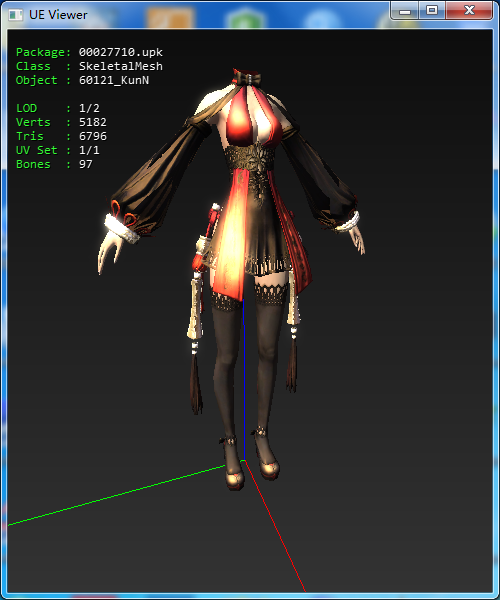 UE Viewer
Package: 00027710.upk
Class : SkeletalMesh
Object : 60121_KunN
LOD : 1/2
Verts : 5182
Tris : 6796
UV Set : 1/1
Bones : 97